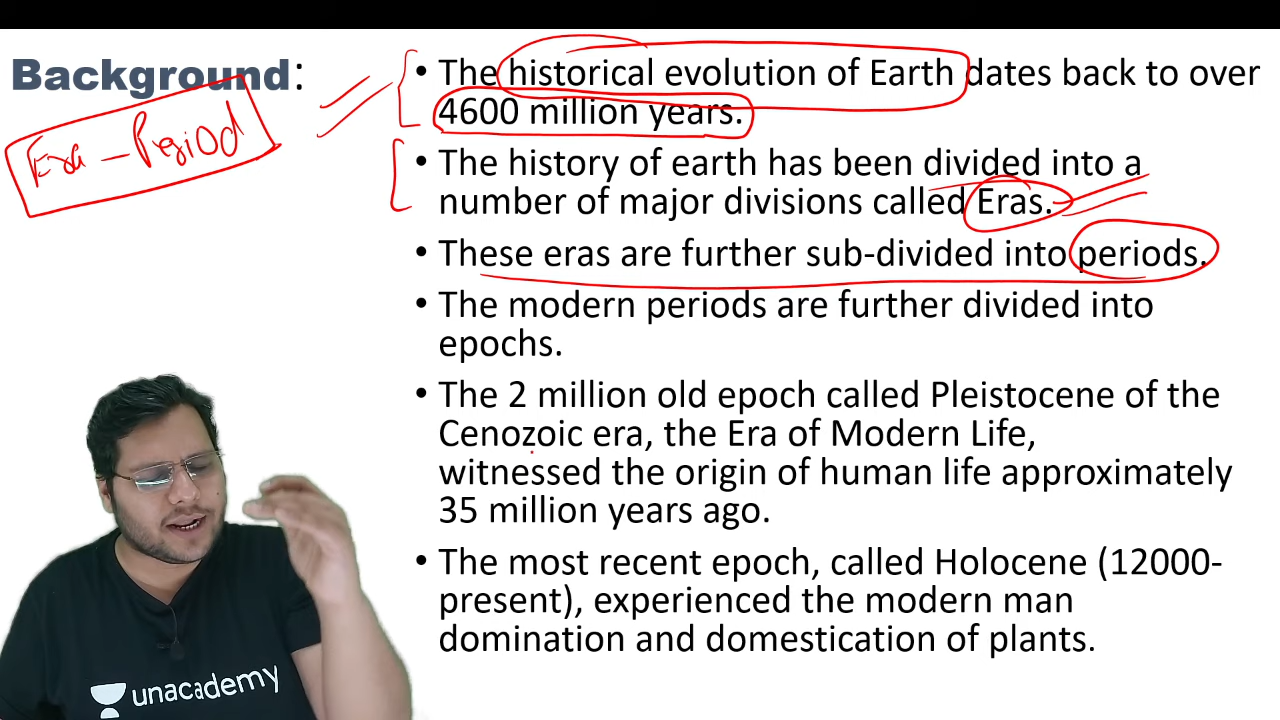 Background:
Era - Period
• The historical evolution of Earth dates back to over
4600 million years.
• The history of earth has been divided into a
number of major divisions called Eras.
• These eras are further sub-divided into periods.
• The modern periods are further divided into
epochs.
• The 2 million old epoch called Pleistocene of the
Cenozoic era, the Era of Modern Life,
witnessed the origin of human life approximately
35 million years ago.
• The most recent epoch, called Holocene (12000-
present), experienced the modern man
domination and domestication of plants.
unacademy